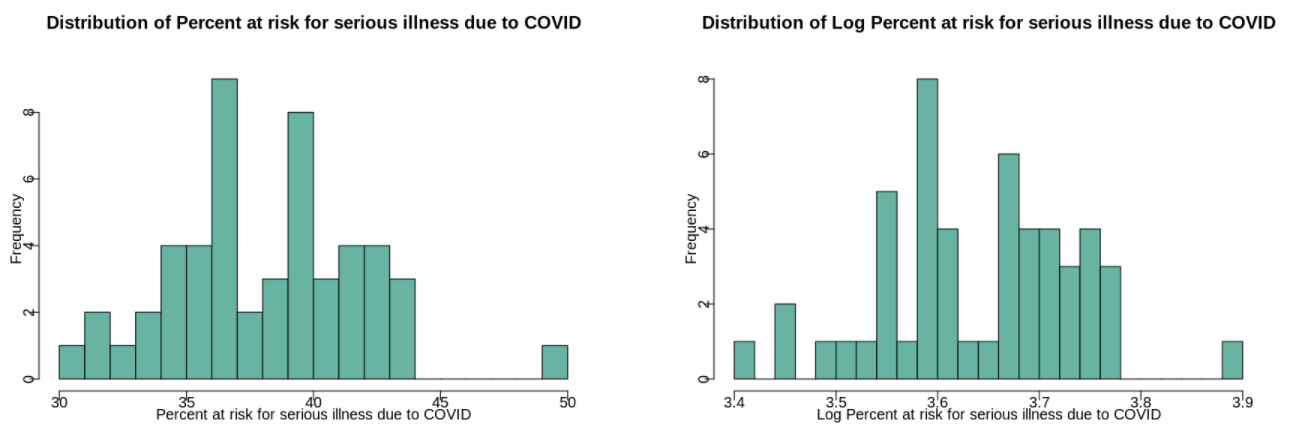 Distribution of Percent at risk for serious illness due to COVID
8
6
4
2
0
Frequency
30 35 40 45 50
Percent at risk for serious illness due to COVID
Distribution of Log Percent at risk for serious illness due to COVID
8
6
4
2
0
Frequency
3.4 3.5 3.6 3.7 3.8 3.9
Log Percent at risk for serious illness due to COVID